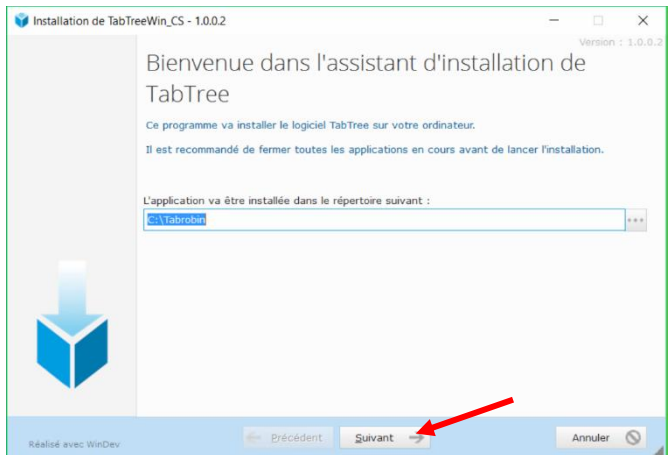 Installation de TabTreeWin_CS - 1.0.0.2
Version : 1.0.0.2
Bienvenue dans l'assistant d'installation de
TabTree
Ce programme va installer le logiciel TabTree sur votre ordinateur.
Il est recommandé de fermer toutes les applications en cours avant de lancer l'installation.
L'application va être installée dans le répertoire suivant :
C:\Tabrobin
Réalisé avec WinDev
Précédent
Suivant
Annuler